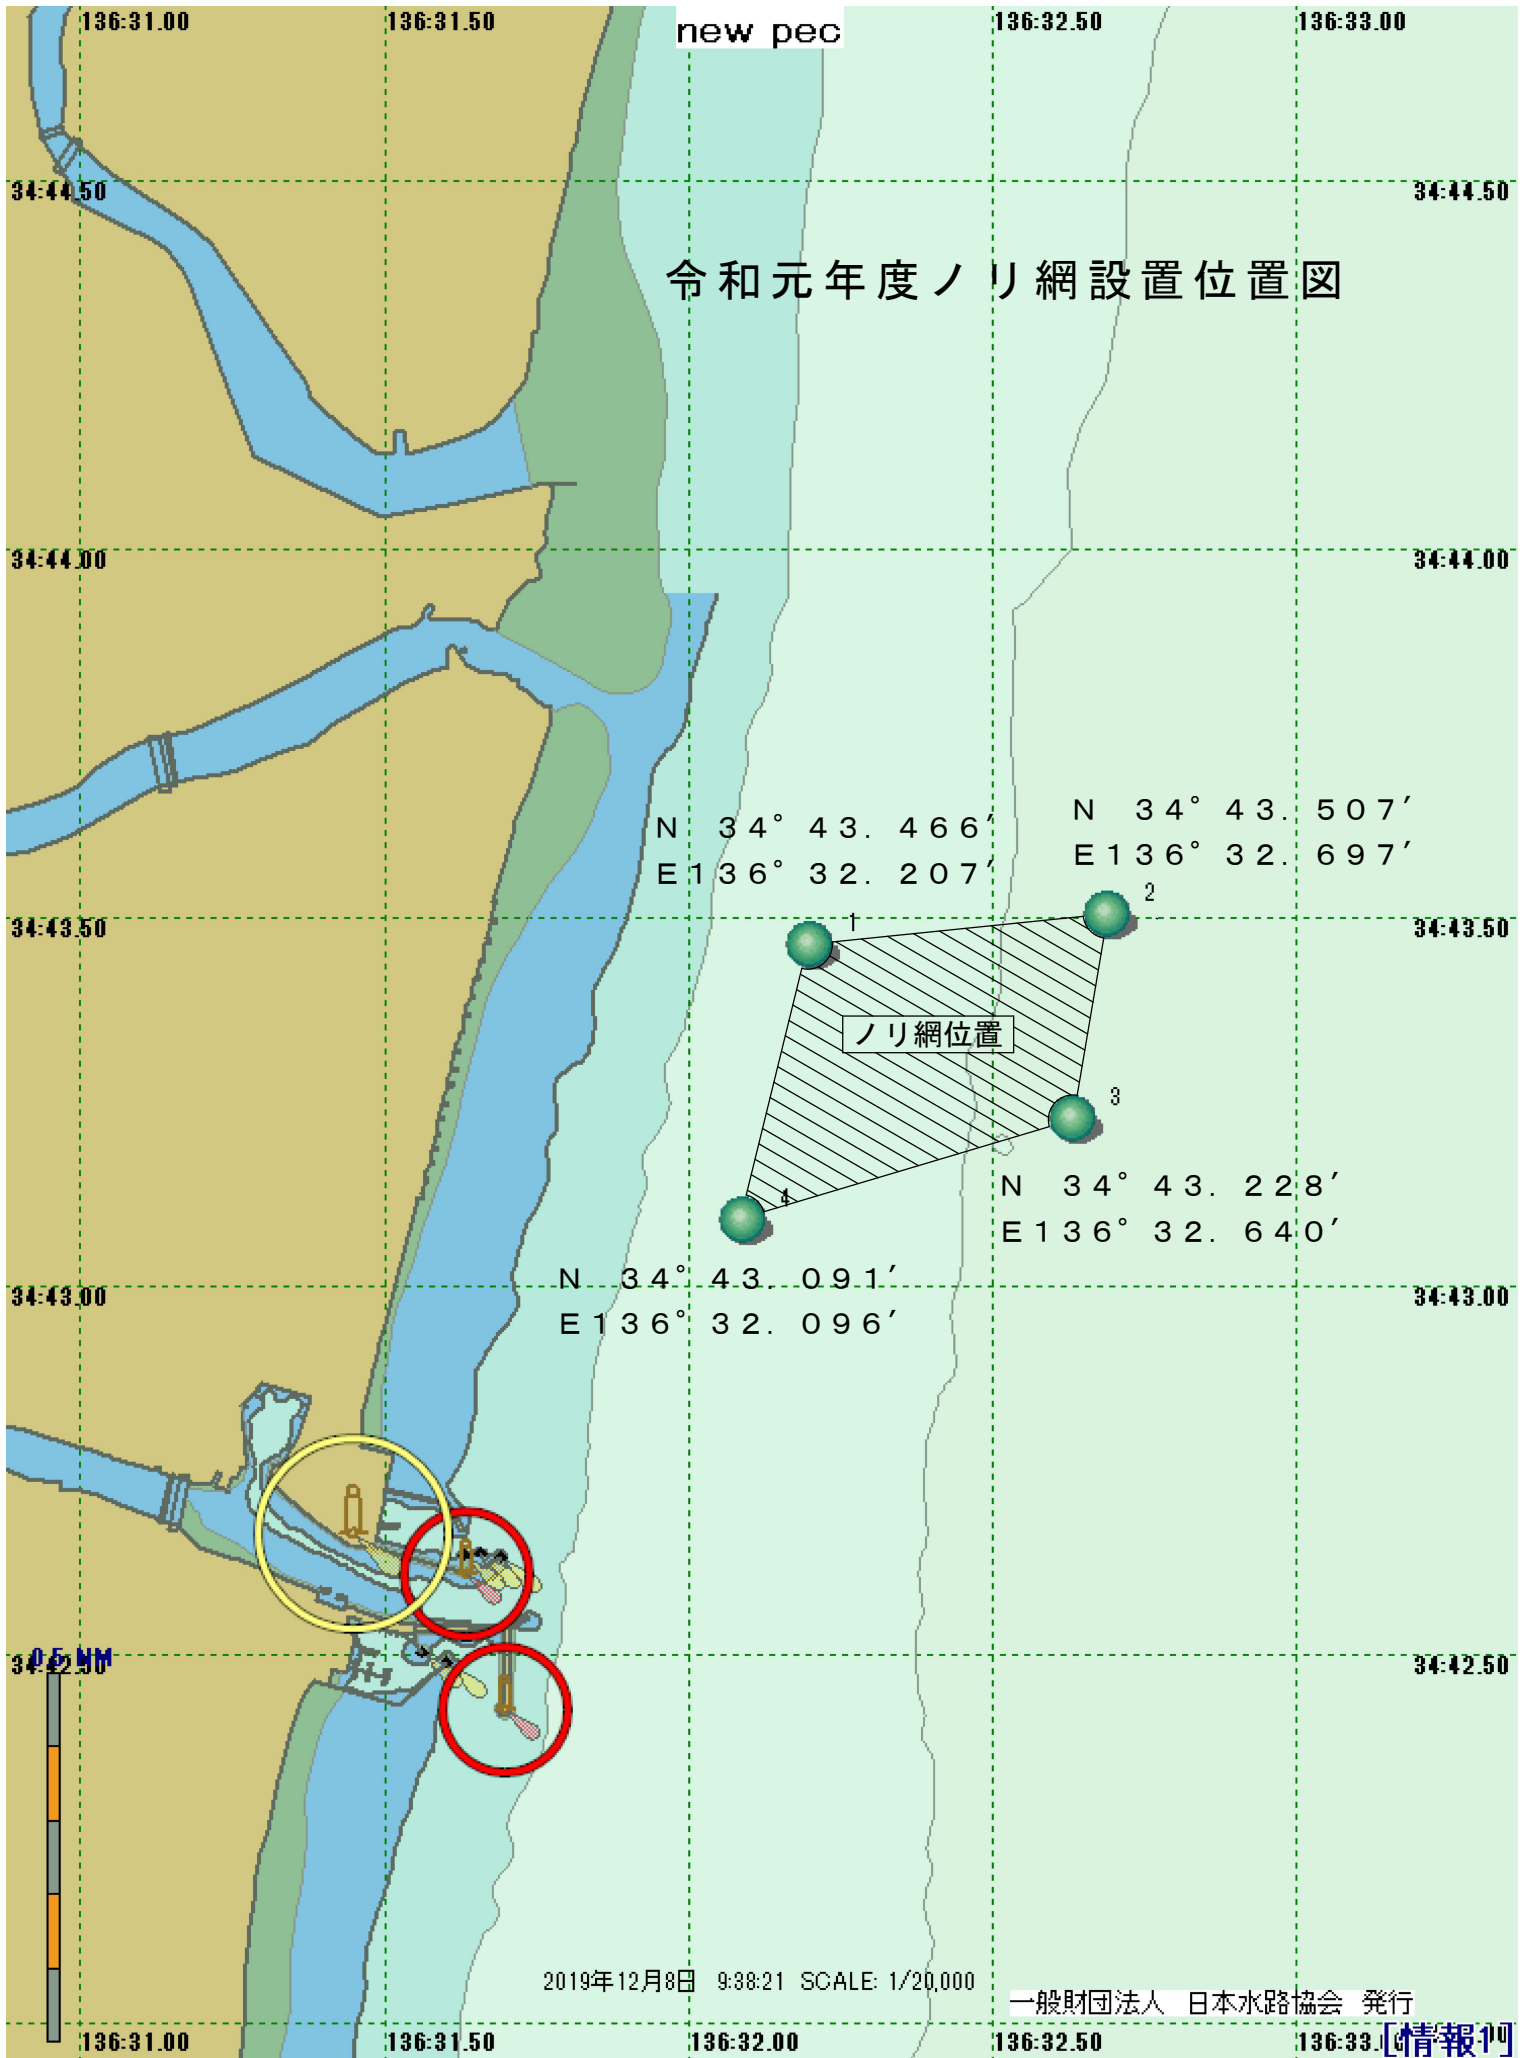 136:31.00
136:31.50
new pec
136:32.50
136:33.00
34:44.50
34:44.50
令和元年度ノリ網設置位置図
34:44.00
34:44.00
N 34° 43. 466′
E136° 32. 207′
N 34° 43. 507′
E136° 32. 697′
34:43.50
34:43.50
1
2
ノリ網位置
3
4
N 34° 43. 228′
E136° 32. 640′
N 34° 43. 091′
E136° 32. 096′
34:43.00
34:43.00
0.5 NM
34:42.50
34:42.50
2019年12月8日 9:38:21 SCALE: 1/20,000
一般財団法人 日本水路協会 発行
136:31.00
136:31.50
136:32.00
136:32.50
[情報1]